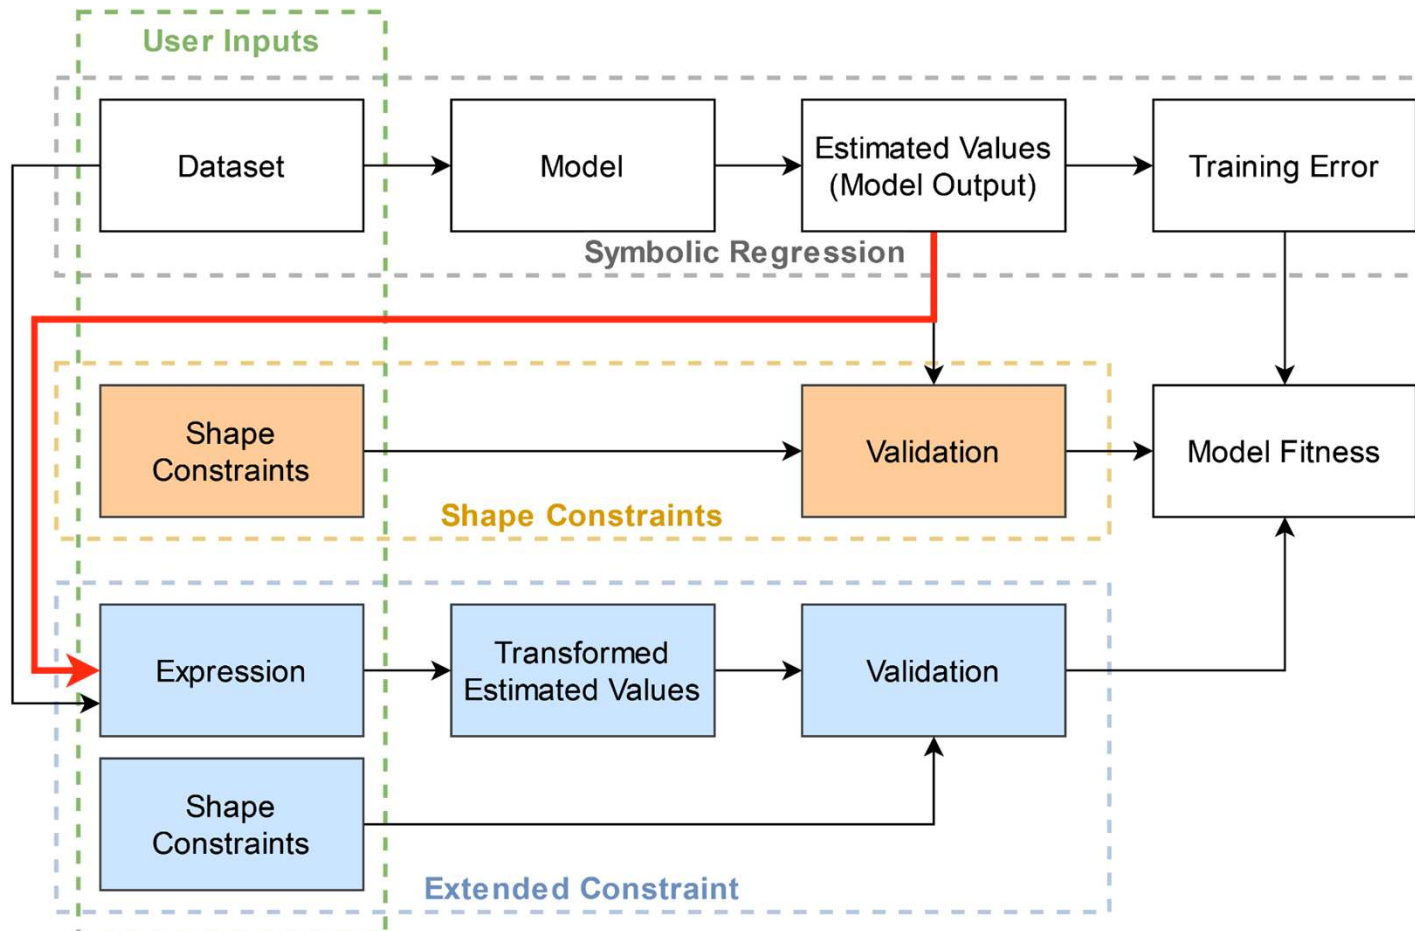 User Inputs
Dataset
Model
Estimated Values
(Model Output)
Training Error
Symbolic Regression
Shape
Constraints
Validation
Model Fitness
Shape Constraints
Expression
Transformed
Estimated Values
Validation
Shape
Constraints
Extended Constraint